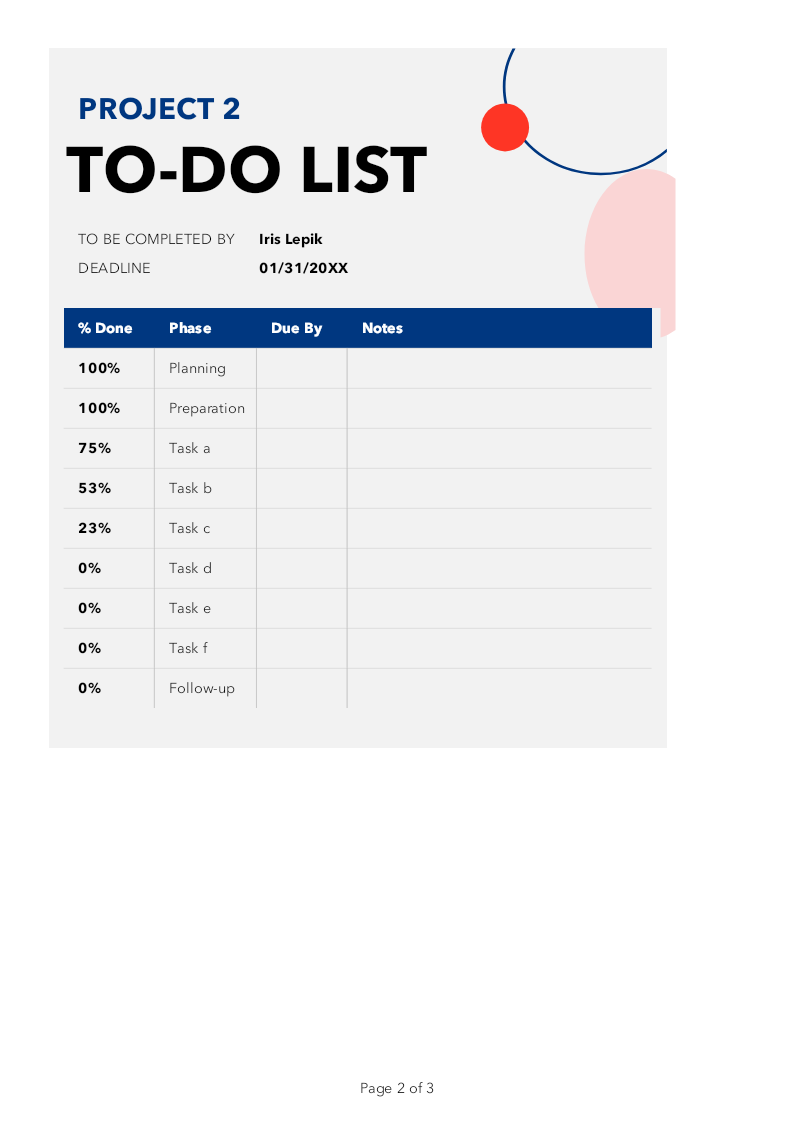 PROJECT 2
TO-DO LIST
TO BE COMPLETED BY Iris Lepik
DEADLINE 01/31/20XX
% Done Phase Due By Notes
100% Planning
100% Preparation
75% Task a
53% Task b
23% Task c
0% Task d
0% Task e
0% Task f
0% Follow-up
Page 2 of 3